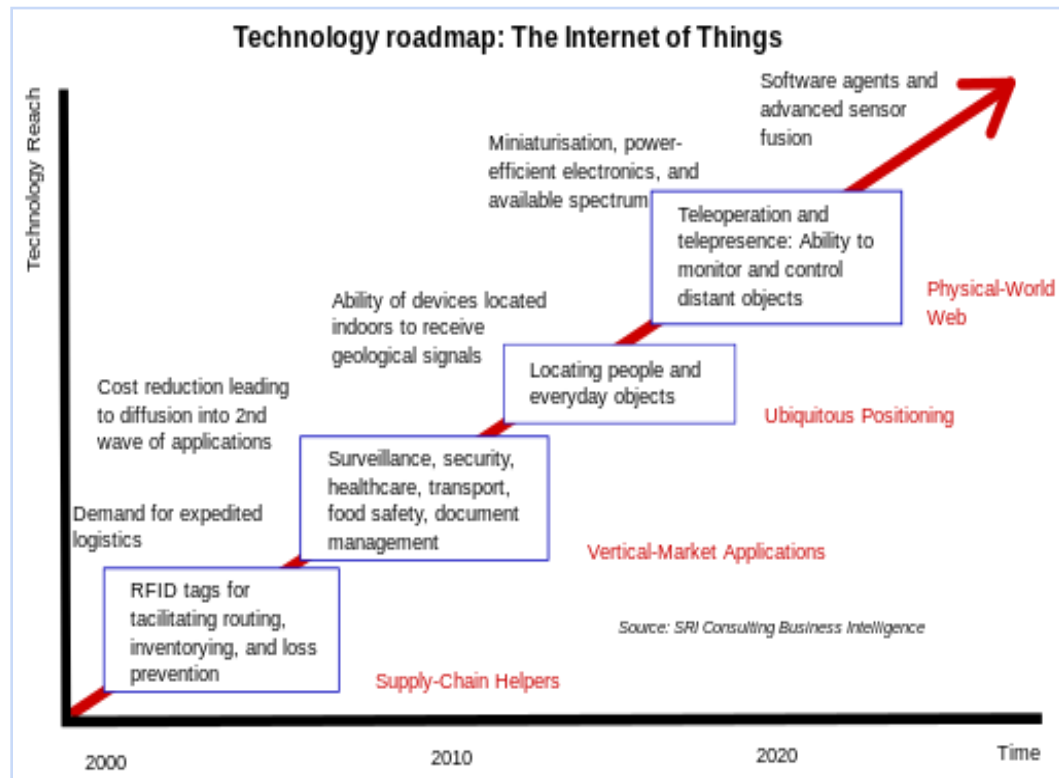 Technology roadmap: The Internet of Things
Technology Reach
Software agents and
advanced sensor
fusion
Miniaturisation, power-
efficient electronics, and
available spectrum
Teleoperation and
telepresence: Ability to
monitor and control
distant objects
Physical-World
Web
Ability of devices located
indoors to receive
geological signals
Locating people and
everyday objects
Ubiquitous Positioning
Cost reduction leading
to diffusion into 2nd
wave of applications
Surveillance, security,
healthcare, transport,
food safety, document
management
Vertical-Market Applications
Demand for expedited
logistics
RFID tags for
tacilitating routing,
inventorying, and loss
prevention
Supply-Chain Helpers
Source: SRI Consulting Business Intelligence
2000
2010
2020
Time